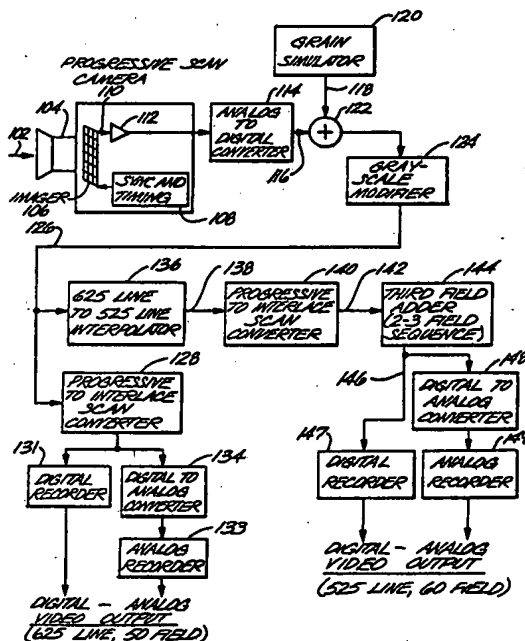 120
GRAIN
SIMULATOR
PROGRESSIVE SCAN
CAMERA
110
118
104
112
114
ANALOG
TO
DIGITAL
CONVERTER
122
+
102
116
124
GRAY-
SCALE
MODIFIER
IMAGER
106
SYNC AND
TIMING
108
126
136
138
140
142
144
625 LINE
TO 525 LINE
INTERPOLATOR
PROGRESSIVE
TO INTERLACE
SCAN
CONVERTER
THIRD FIELD
ADDER
(2-3 FIELD
SEQUENCE)
128
PROGRESSIVE
TO INTERLACE
SCAN
CONVERTER
146
148
DIGITAL TO
ANALOG
CONVERTER
131
DIGITAL
RECORDER
134
DIGITAL TO
ANALOG
CONVERTER
147
DIGITAL
RECORDER
ANALOG
RECORDER
133
ANALOG
RECORDER
DIGITAL - ANALOG
VIDEO OUTPUT
(525 LINE, 60 FIELD)
DIGITAL - ANALOG
VIDEO OUTPUT
(625 LINE, 50 FIELD)